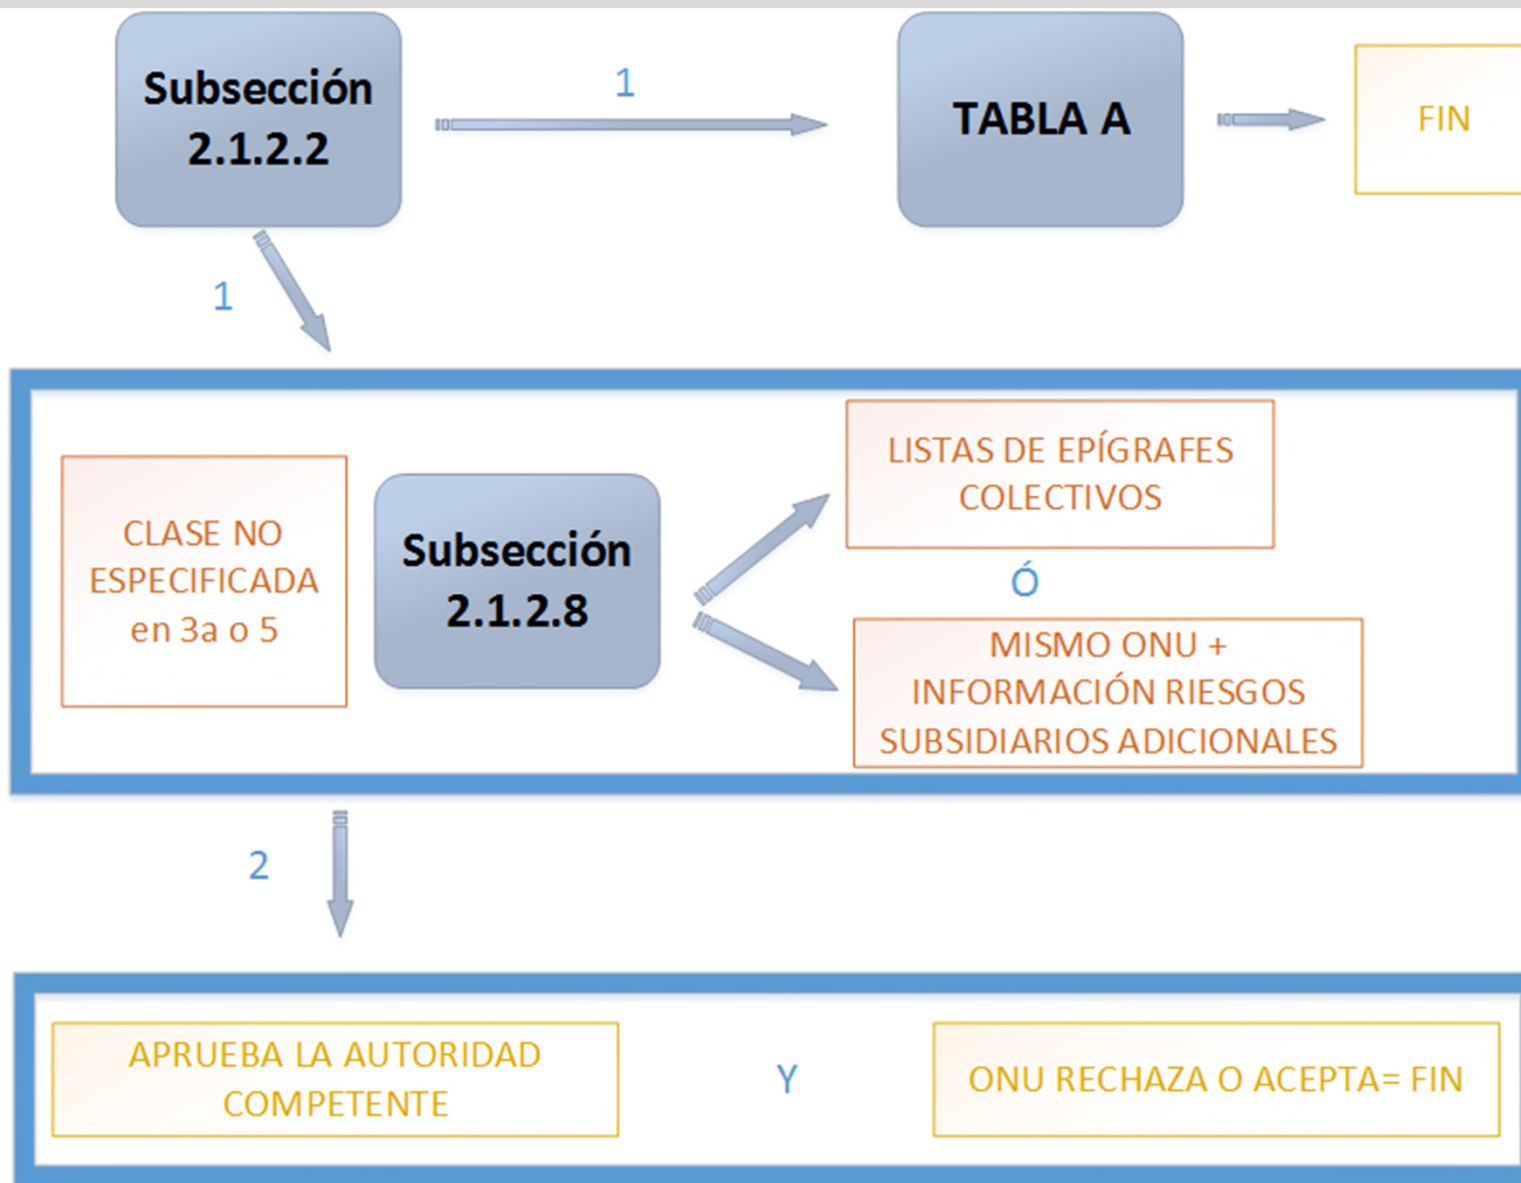 Subsección
2.1.2.2
1
TABLA A
FIN
1
CLASE NO
ESPECIFICADA
en 3a o 5
Subsección
2.1.2.8
LISTAS DE EPÍGRAFES
COLECTIVOS
Ó
MISMO ONU +
INFORMACIÓN RIESGOS
SUBSIDIARIOS ADICIONALES
2
APRUEBA LA AUTORIDAD
COMPETENTE
Y
ONU RECHAZA O ACEPTA= FIN